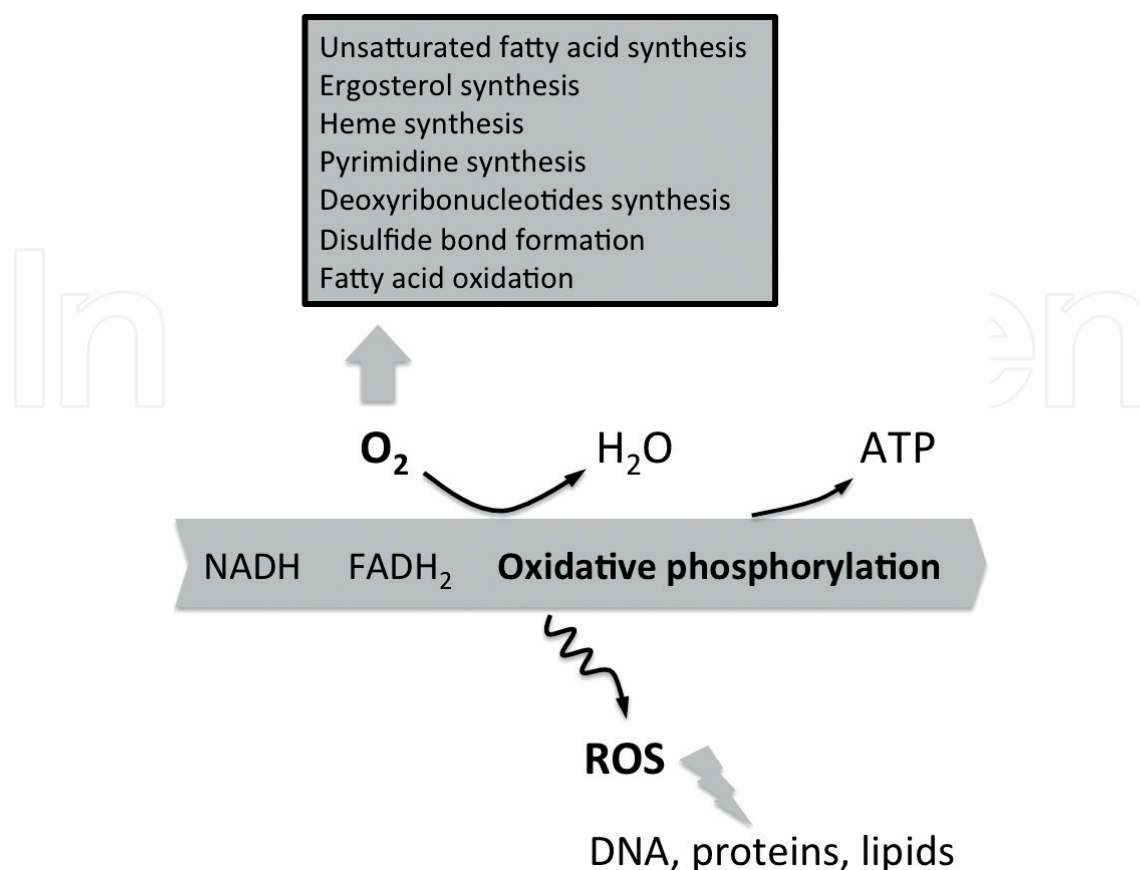 Unsatturated fatty acid synthesis
Ergosterol synthesis
Heme synthesis
Pyrimidine synthesis
Deoxyribonucleotides synthesis
Disulfide bond formation
Fatty acid oxidation
O₂ H₂O ATP
NADH FADH₂ Oxidative phosphorylation
ROS
DNA, proteins, lipids